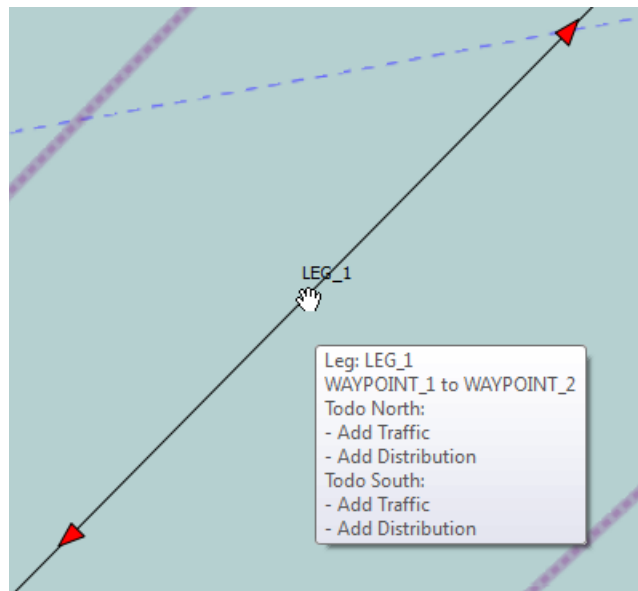 LEG_1
Leg: LEG_1
WAYPOINT_1 to WAYPOINT_2
Todo North:
- Add Traffic
- Add Distribution
Todo South:
- Add Traffic
- Add Distribution